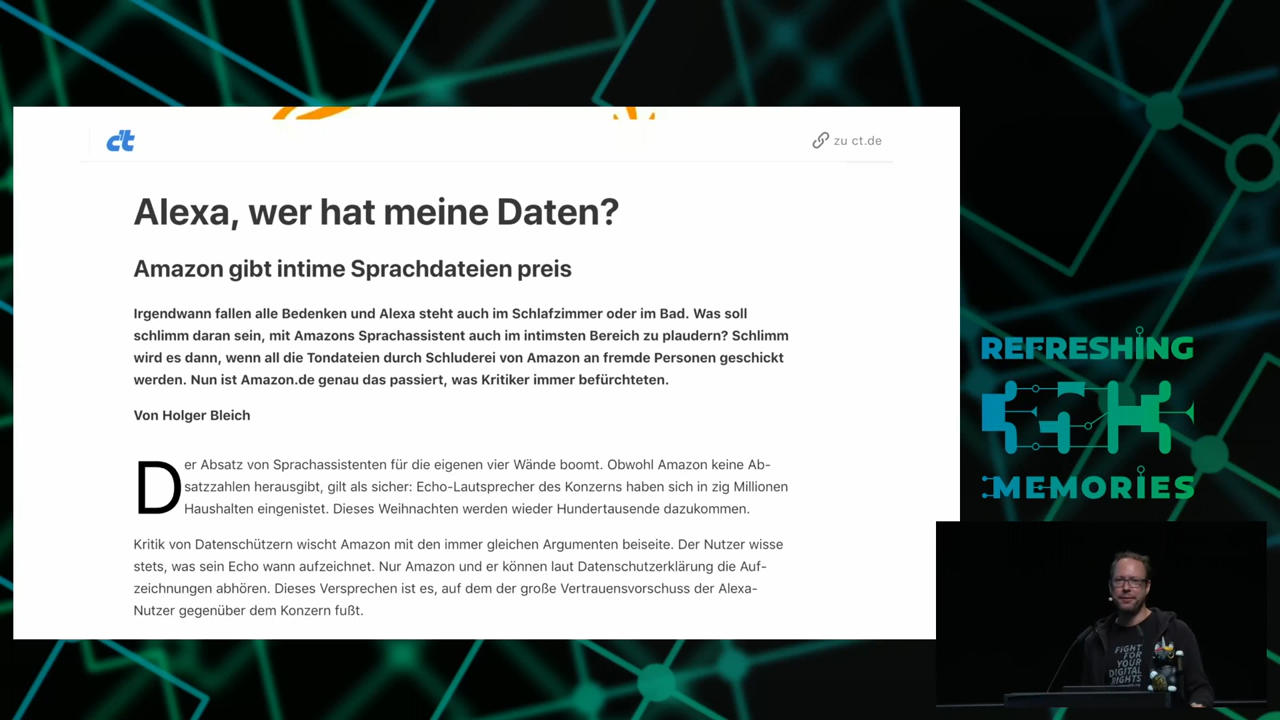 c't
zu ct.de
Alexa, wer hat meine Daten?
Amazon gibt intime Sprachdateien preis
Irgendwann fallen alle Bedenken und Alexa steht auch im Schlafzimmer oder im Bad. Was soll
schlimm daran sein, mit Amazons Sprachassistent auch im intimsten Bereich zu plaudern? Schlimm
wird es dann, wenn all die Tondateien durch Schluderei von Amazon an fremde Personen geschickt
werden. Nun ist Amazon.de genau das passiert, was Kritiker immer befürchteten.
Von Holger Bleich
Der Absatz von Sprachassistenten für die eigenen vier Wände boomt. Obwohl Amazon keine Ab-
satzzahlen herausgibt, gilt als sicher: Echo-Lautsprecher des Konzerns haben sich in zig Millionen
Haushalten eingenistet. Dieses Weihnachten werden wieder Hundertausende dazukommen.
Kritik von Datenschützern wischt Amazon mit den immer gleichen Argumenten beiseite. Der Nutzer wisse
stets, was sein Echo wann aufzeichnet. Nur Amazon und er können laut Datenschutzerklärung die Auf-
zeichnungen abhören. Dieses Versprechen ist es, auf dem der große Vertrauensvorschuss der Alexa-
Nutzer gegenüber dem Konzern fußt.
REFRESHING
35C3
MEMORIES
FIGHT
FOR
YOUR
DIGITAL
RIGHTS